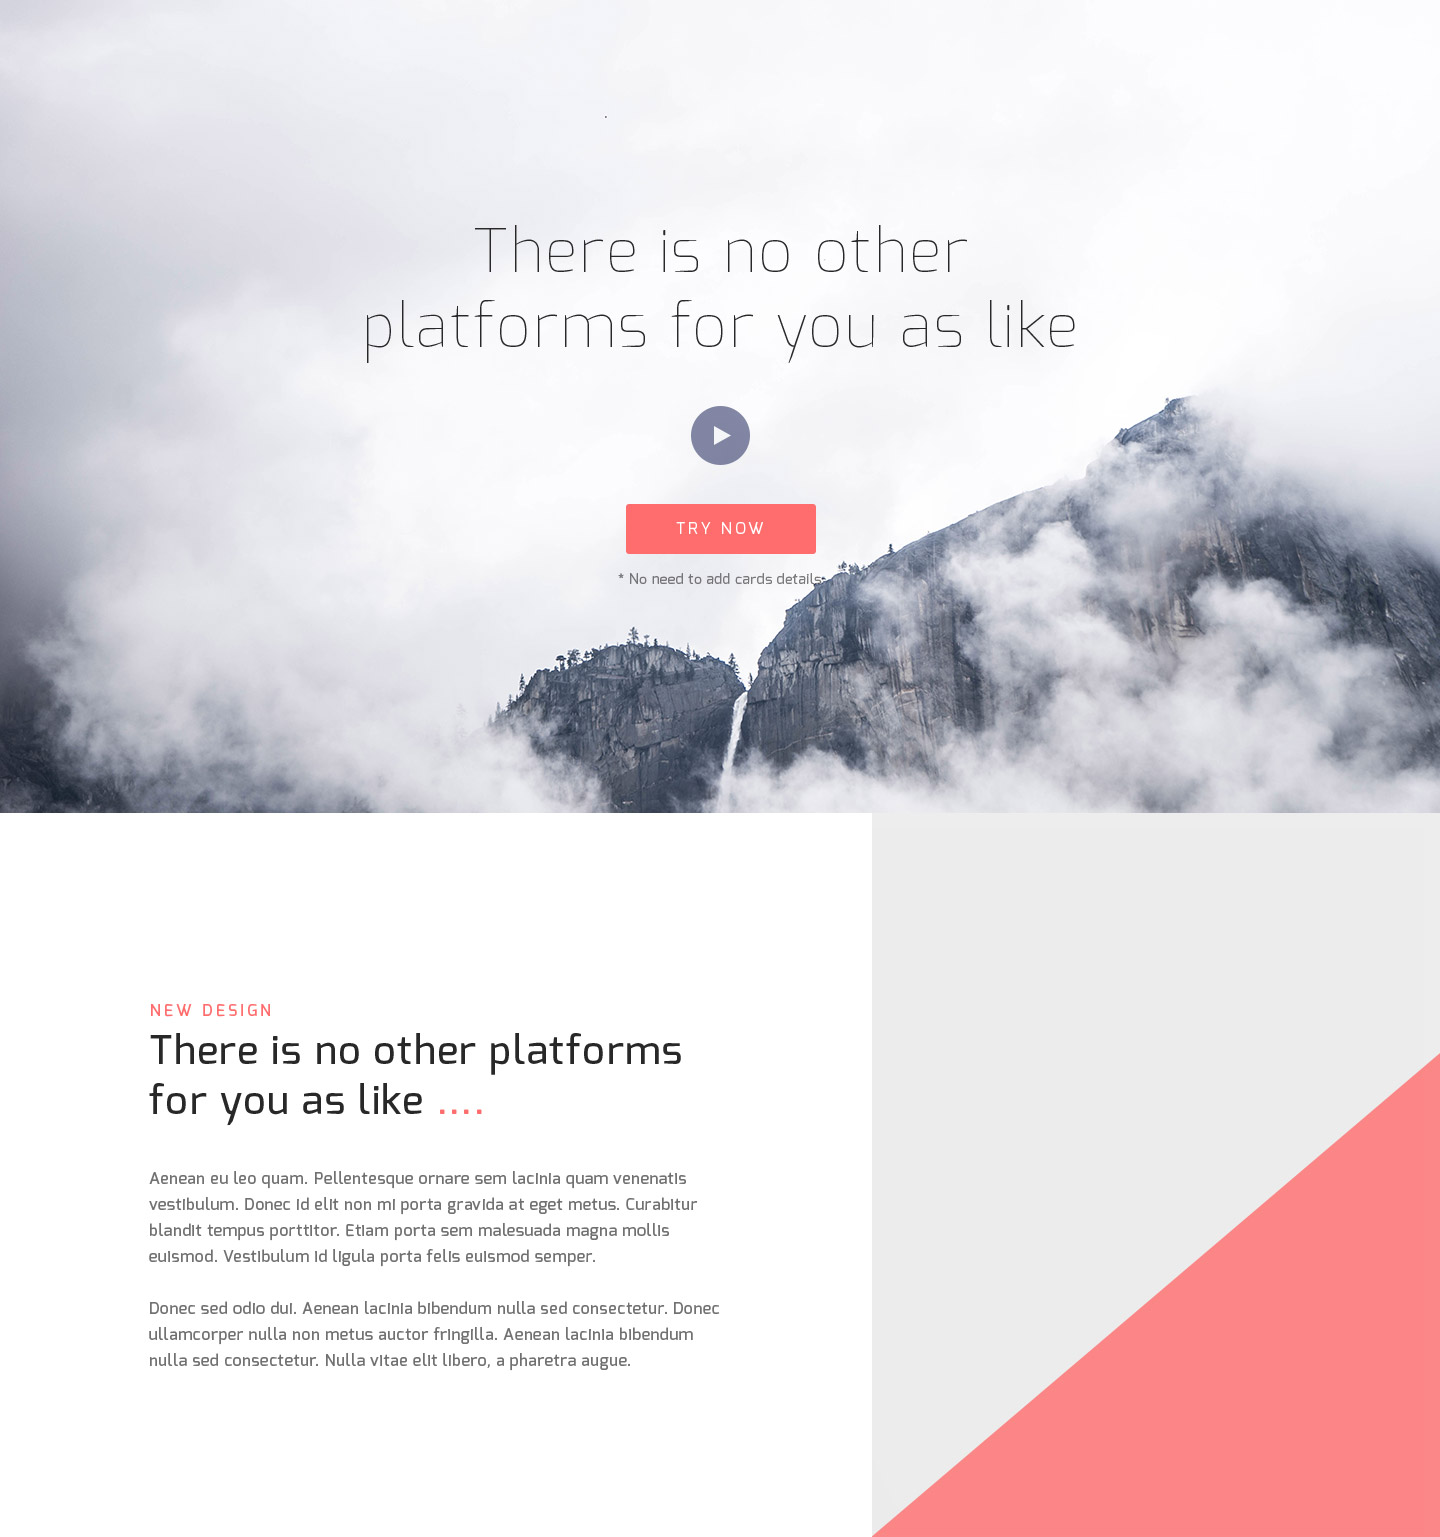 There is no other
platforms for you as like
TRY NOW
* No need to add cards details
NEW DESIGN
There is no other platforms
for you as like ....
Aenean eu leo quam. Pellentesque ornare sem lacinia quam venenatis
vestibulum. Donec id elit non mi porta gravida at eget metus. Curabitur
blandit tempus porttitor. Etiam porta sem malesuada magna mollis
euismod. Vestibulum id ligula porta felis euismod semper.
Donec sed odio dui. Aenean lacinia bibendum nulla sed consectetur. Donec
ullamcorper nulla non metus auctor fringilla. Aenean lacinia bibendum
nulla sed consectetur. Nulla vitae elit libero, a pharetra augue.